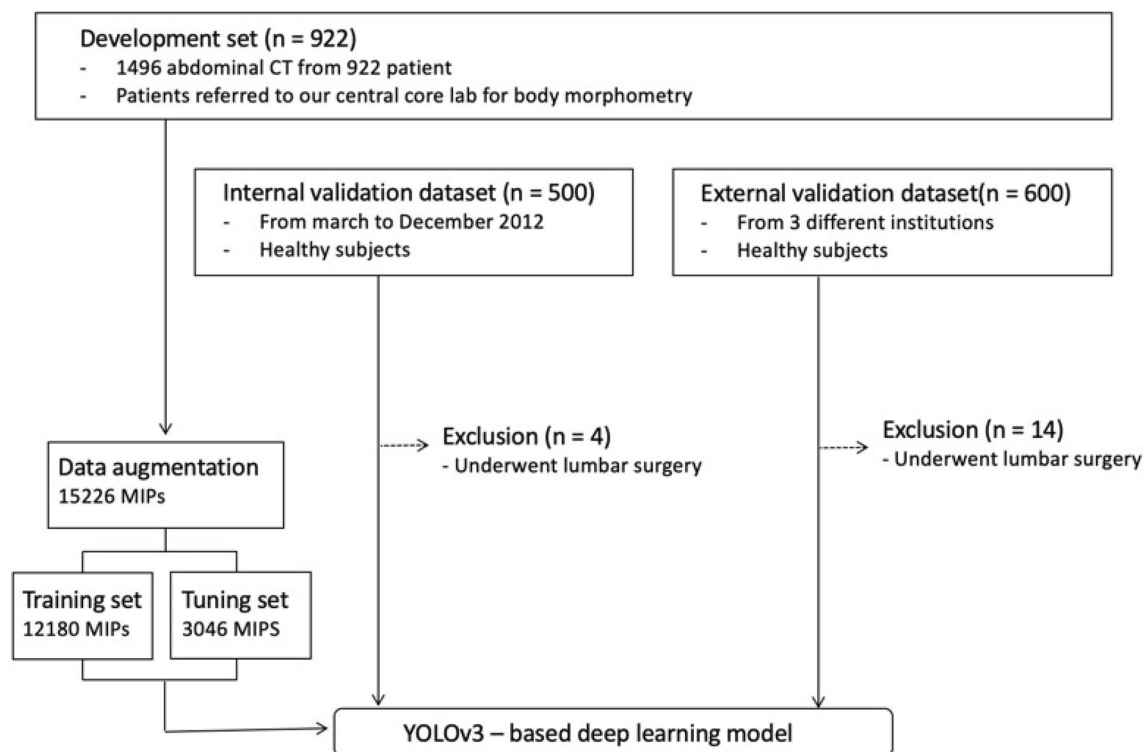 Development set (n = 922)
- 1496 abdominal CT from 922 patient
- Patients referred to our central core lab for body morphometry
Internal validation dataset (n = 500)
- From march to December 2012
- Healthy subjects
External validation dataset(n = 600)
- From 3 different institutions
- Healthy subjects
Exclusion (n = 4)
- Underwent lumbar surgery
Exclusion (n = 14)
- Underwent lumbar surgery
Data augmentation
15226 MIPs
Training set
12180 MIPs
Tuning set
3046 MIPS
YOLOv3 – based deep learning model